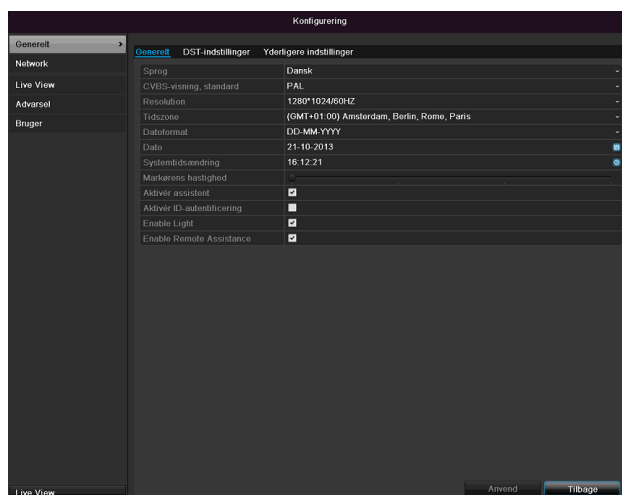 Konfigurering
Generelt
Network
Live View
Advarsel
Bruger
Generelt DST-indstillinger Yderligere indstillinger
Sprog Dansk
CVBS-visning, standard PAL
Resolution 1280*1024/60HZ
Tidszone (GMT+01:00) Amsterdam, Berlin, Rome, Paris
Datoformat DD-MM-YYYY
Dato 21-10-2013
Systemtidsændring 16:12:21
Markørens hastighed
Aktivér assistent
Aktivér ID-autentificering
Enable Light
Enable Remote Assistance
Live View
Anvend Tilbage